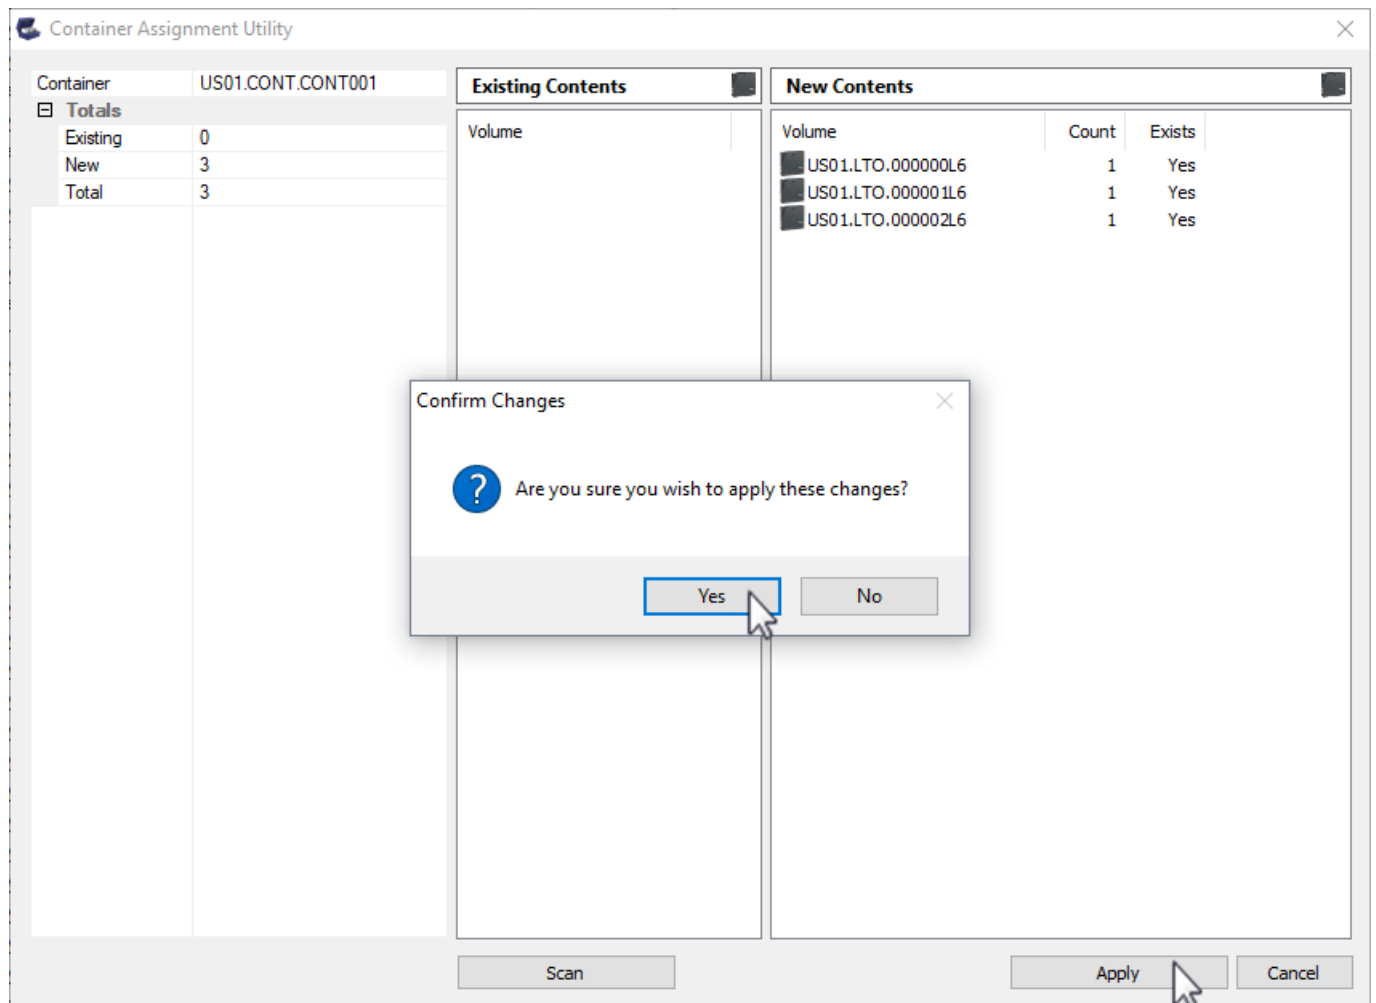 Container Assignment Utility
Container US01.CONT.CONT001
Totals
Existing 0
New 3
Total 3
Existing Contents
Volume
New Contents
Volume Count Exists
US01.LTO.000000L6 1 Yes
US01.LTO.000001L6 1 Yes
US01.LTO.000002L6 1 Yes
Confirm Changes
Are you sure you wish to apply these changes?
Yes No
Scan Apply Cancel